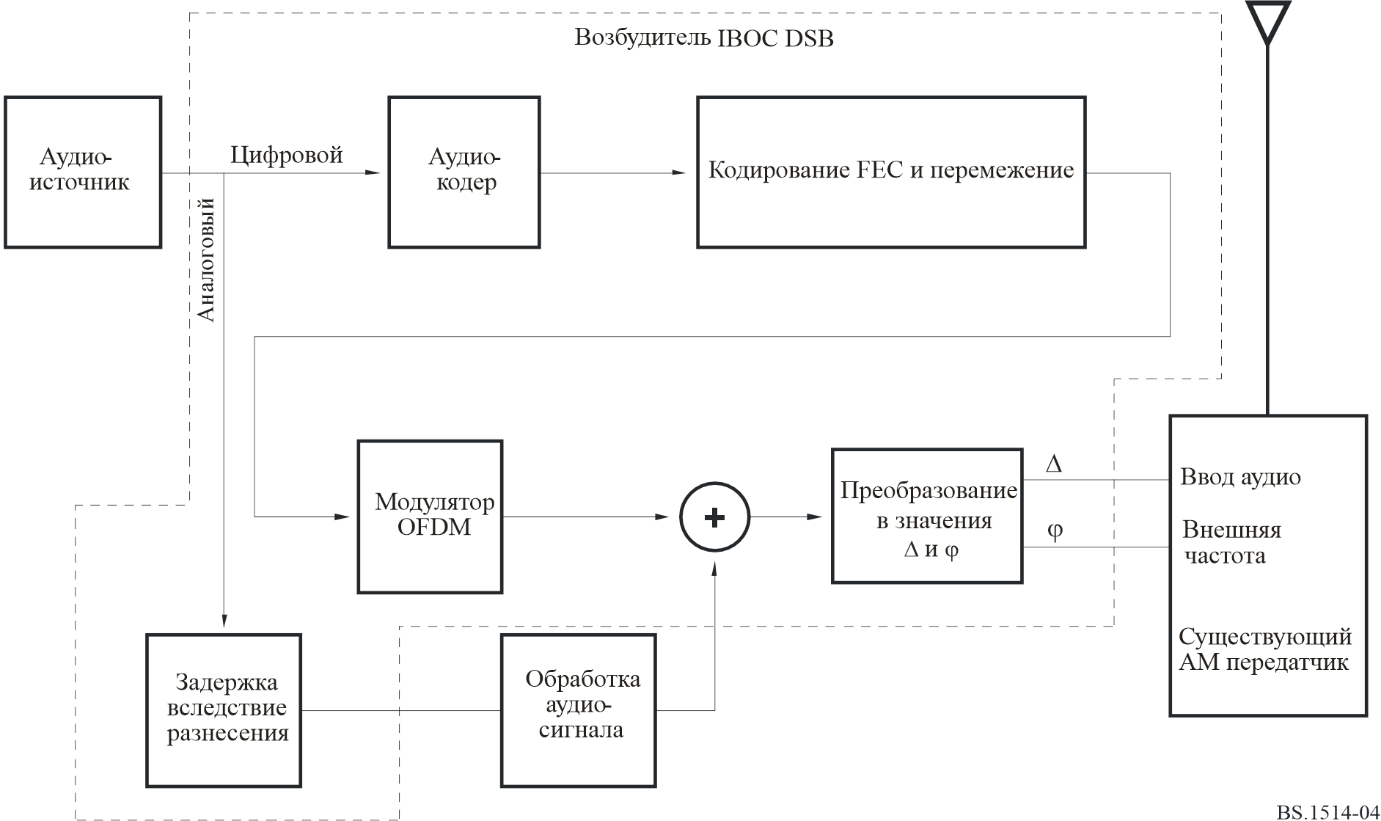 Возбудитель IBOC DSB
Аудио-
источник
Цифровой
Аналоговый
Аудио-
кодер
Кодирование FEC и перемежение
Модулятор
OFDM
+
Преобразование
в значения
Δ и φ
Δ
φ
Ввод аудио
Внешняя
частота
Существующий
АМ передатчик
Задержка
вследствие
разнесения
Обработка
аудио-
сигнала
BS.1514-04